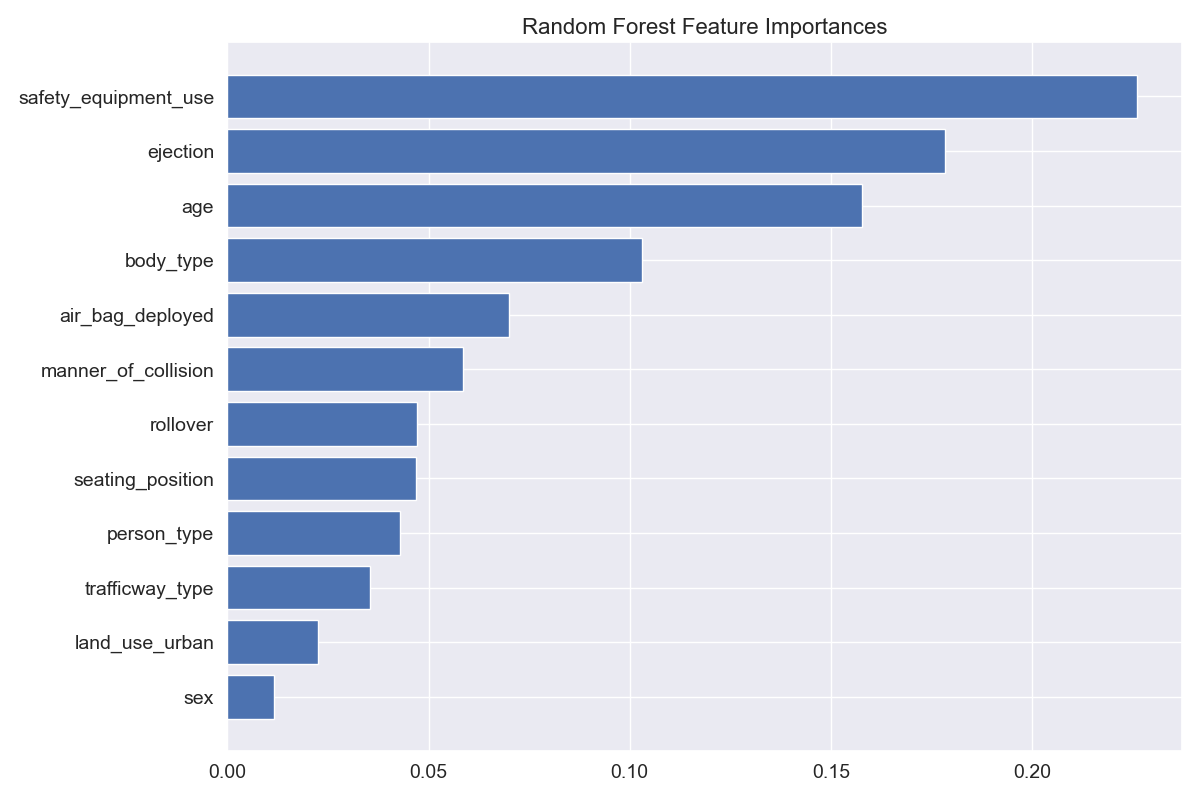 Random Forest Feature Importances
safety_equipment_use
ejection
age
body_type
air_bag_deployed
manner_of_collision
rollover
seating_position
person_type
trafficway_type
land_use_urban
sex
0.00 0.05 0.10 0.15 0.20